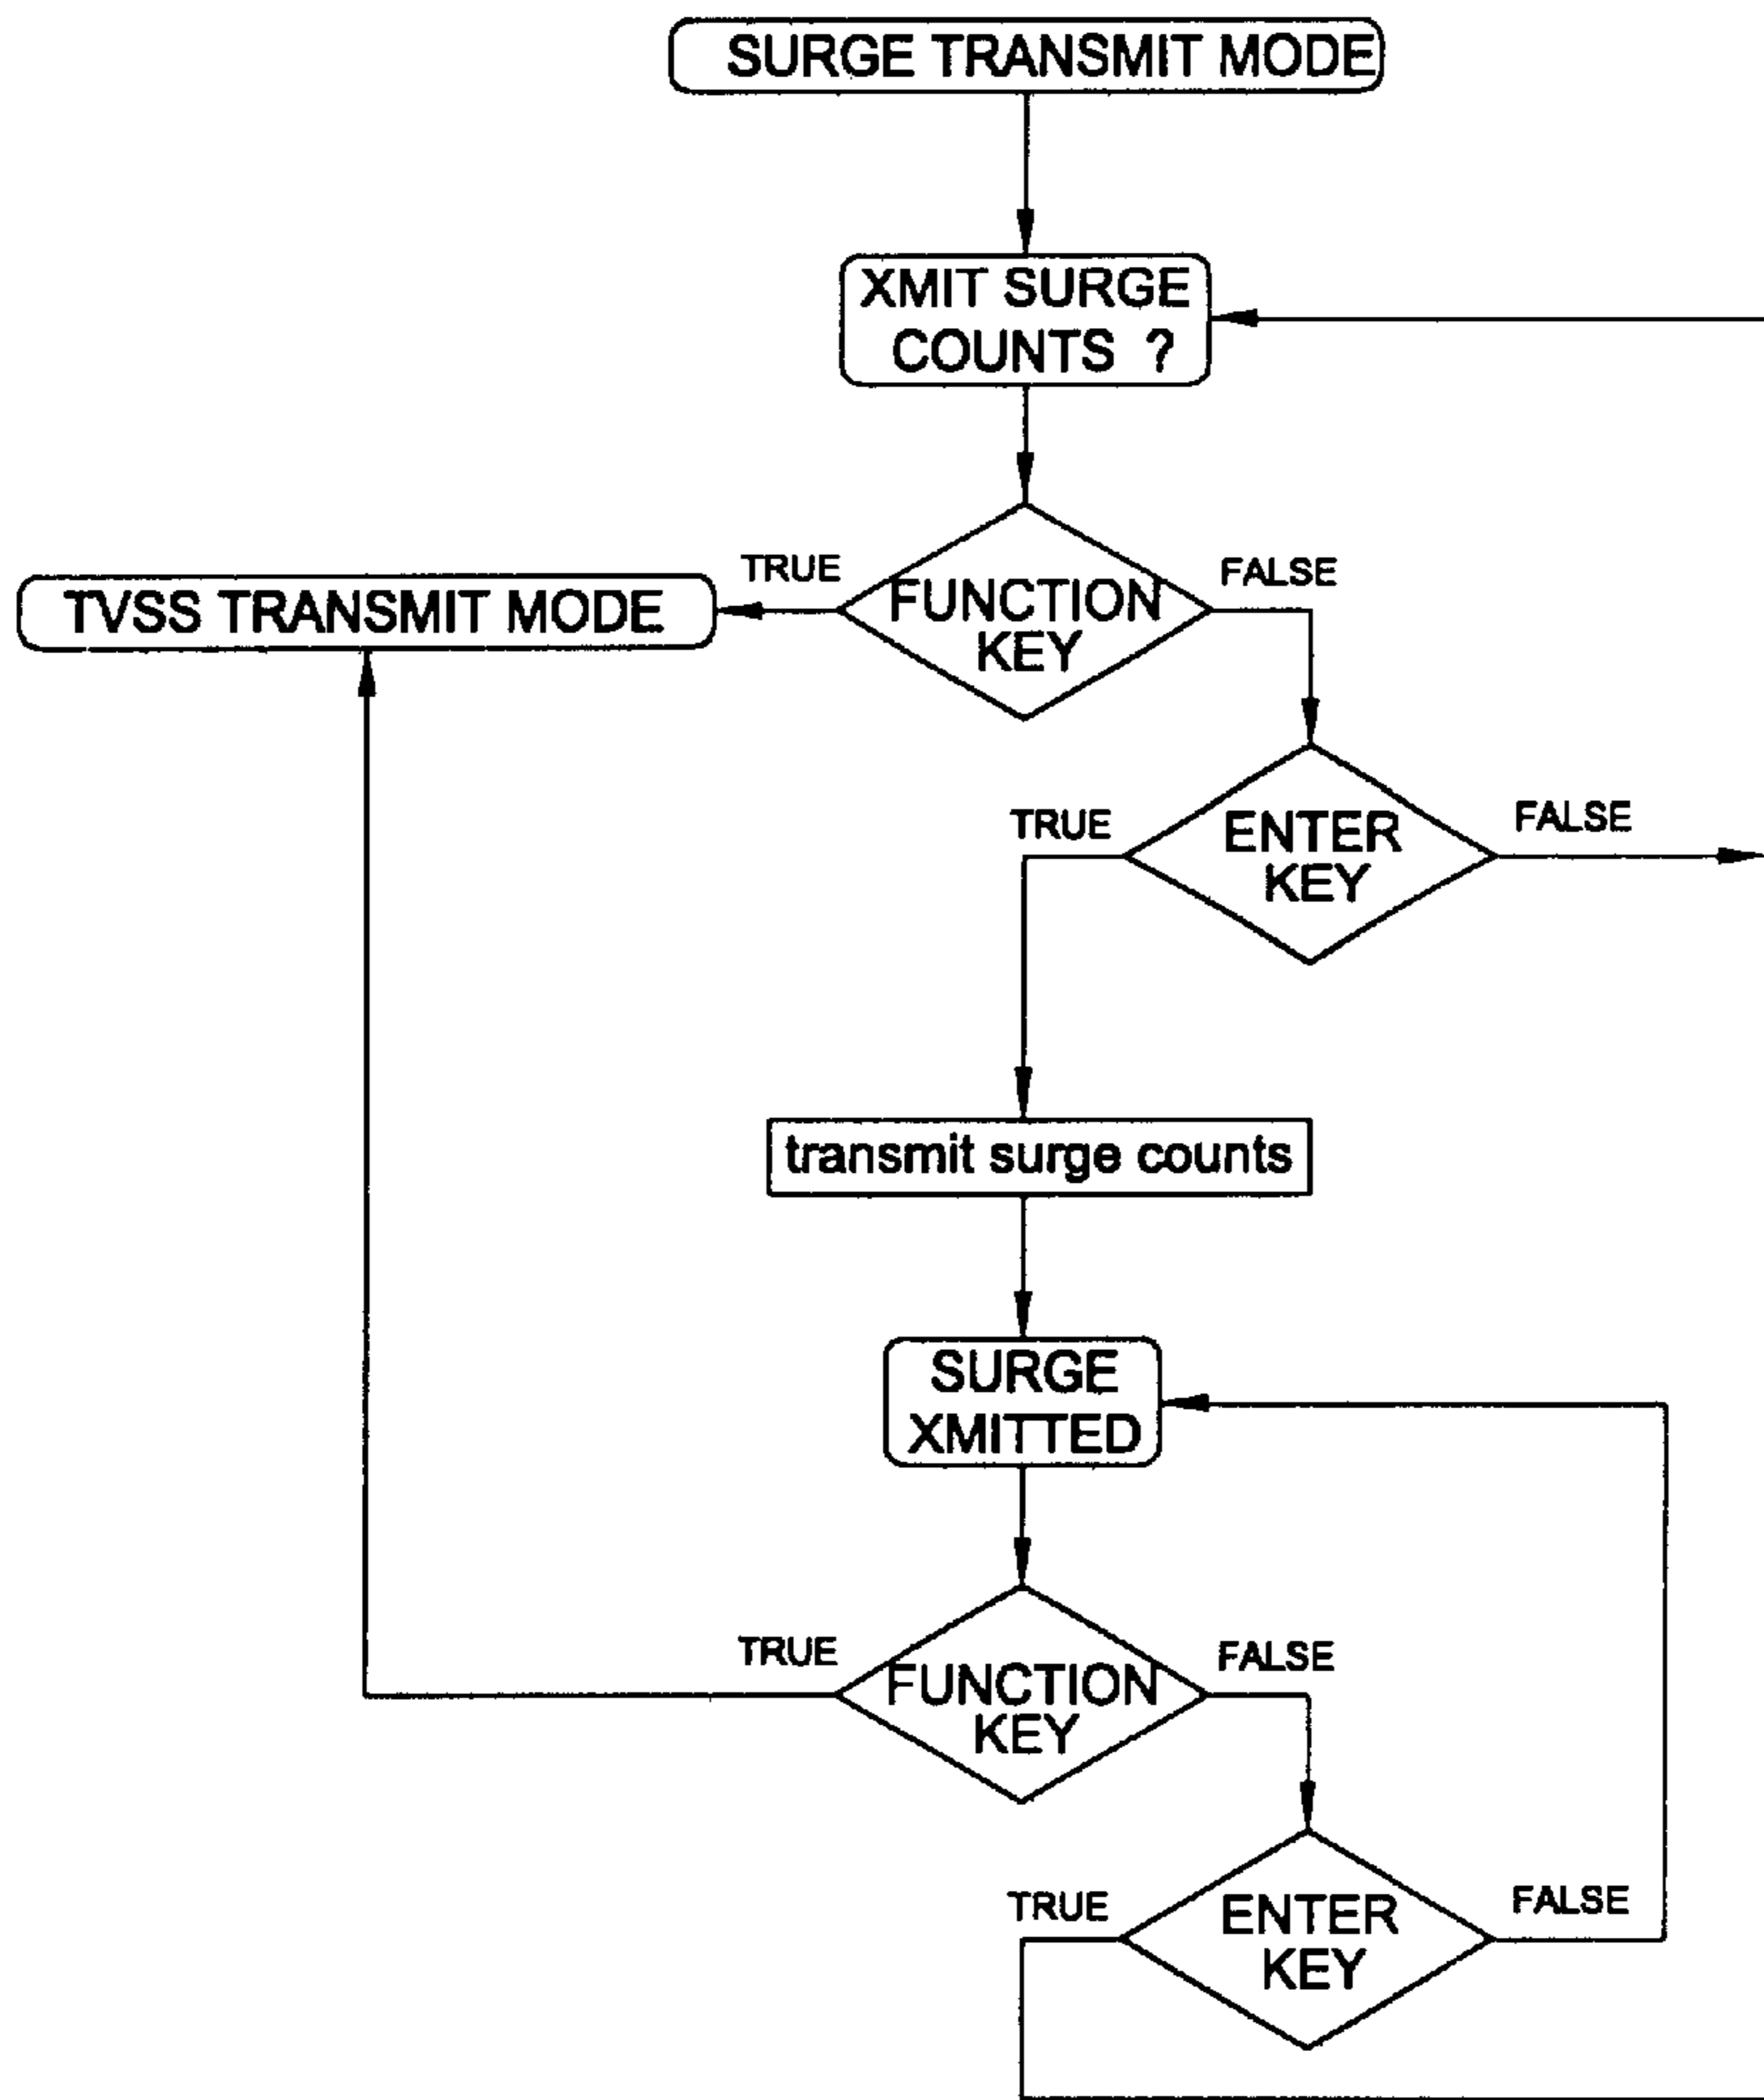 SURGE TRANSMIT MODE
XMIT SURGE
COUNTS ?
TRUE
FALSE
TVSS TRANSMIT MODE
FUNCTION
KEY
TRUE
FALSE
ENTER
KEY
transmit surge counts
SURGE
XMITTED
TRUE
FALSE
FUNCTION
KEY
TRUE
FALSE
ENTER
KEY